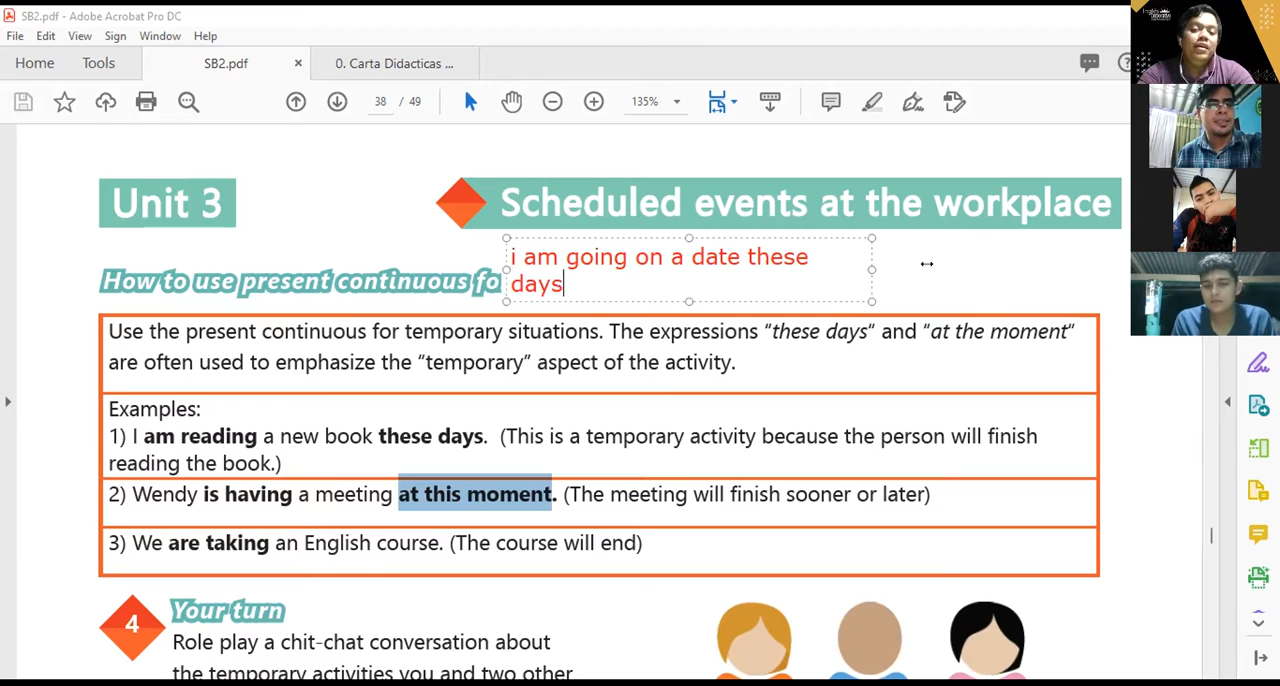 SB2.pdf - Adobe Acrobat Pro DC
File Edit View Sign Window Help
Home Tools SB2.pdf × 0. Carta Didacticas ...
38 / 49 135%
Unit 3
Scheduled events at the workplace
i am going on a date these
days
How to use present continuous fo
Use the present continuous for temporary situations. The expressions "these days" and "at the moment"
are often used to emphasize the "temporary" aspect of the activity.
Examples:
1) I am reading a new book these days. (This is a temporary activity because the person will finish
reading the book.)
2) Wendy is having a meeting at this moment. (The meeting will finish sooner or later)
3) We are taking an English course. (The course will end)
4
Your turn
Role play a chit-chat conversation about
the temporary activities you and two other